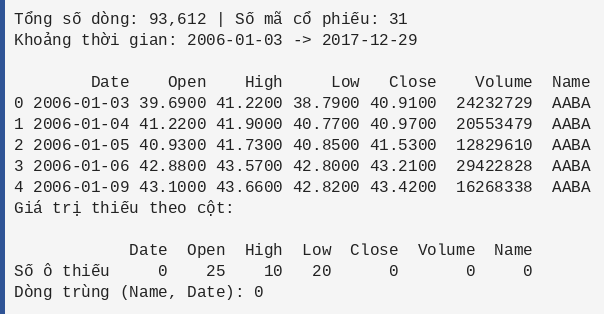 Tổng số dòng: 93,612 | Số mã cổ phiếu: 31
Khoảng thời gian: 2006-01-03 -> 2017-12-29
Date Open High Low Close Volume Name
0 2006-01-03 39.6900 41.2200 38.7900 40.9100 24232729 AABA
1 2006-01-04 41.2200 41.9000 40.7700 40.9700 20553479 AABA
2 2006-01-05 40.9300 41.7300 40.8500 41.5300 12829610 AABA
3 2006-01-06 42.8800 43.5700 42.8000 43.2100 29422828 AABA
4 2006-01-09 43.1000 43.6600 42.8200 43.4200 16268338 AABA
Giá trị thiếu theo cột:
Date Open High Low Close Volume Name
Số ô thiếu 0 25 10 20 0 0 0
Dòng trùng (Name, Date): 0